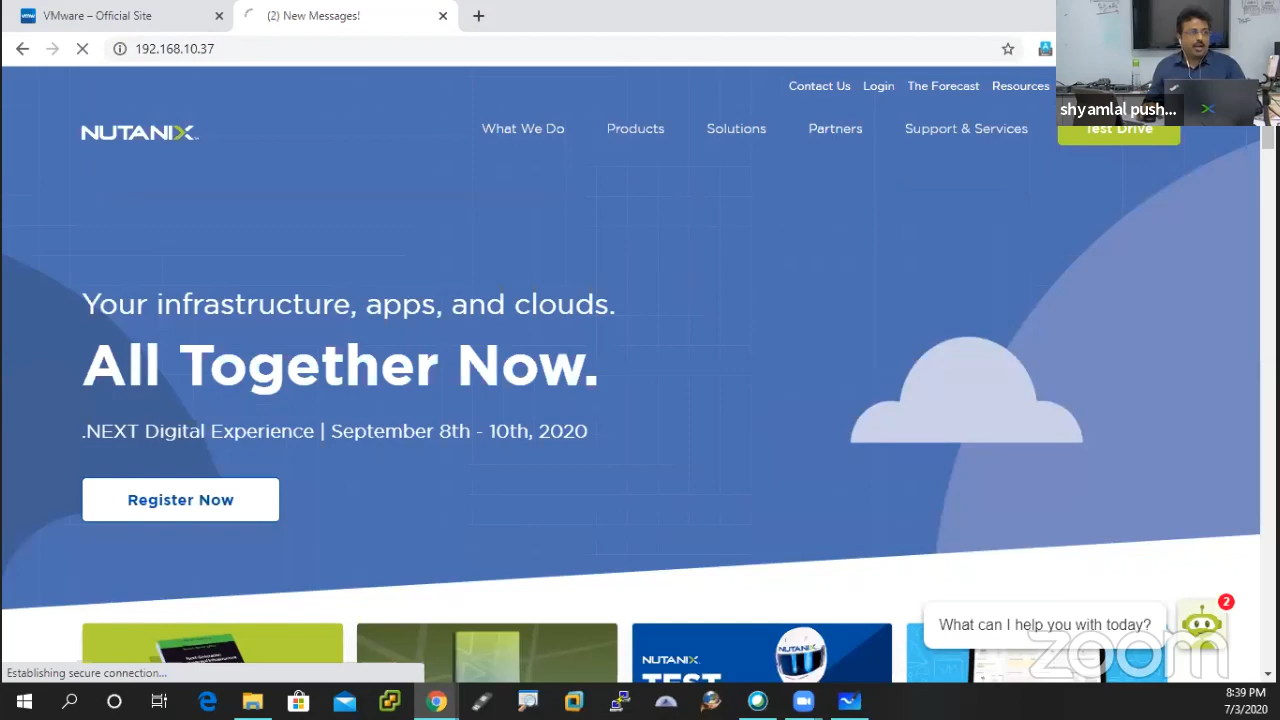 VMware – Official Site
(2) New Messages!
192.168.10.37
Contact Us Login The Forecast Resources
shyamlal push...
NUTANIX
What We Do Products Solutions Partners Support & Services Test Drive
Your infrastructure, apps, and clouds.
All Together Now.
.NEXT Digital Experience | September 8th - 10th, 2020
Register Now
2
What can I help you with today?
NUTANIX
NUTANIX
TEST
zoom
Establishing secure connection...
8:39 PM
7/3/2020